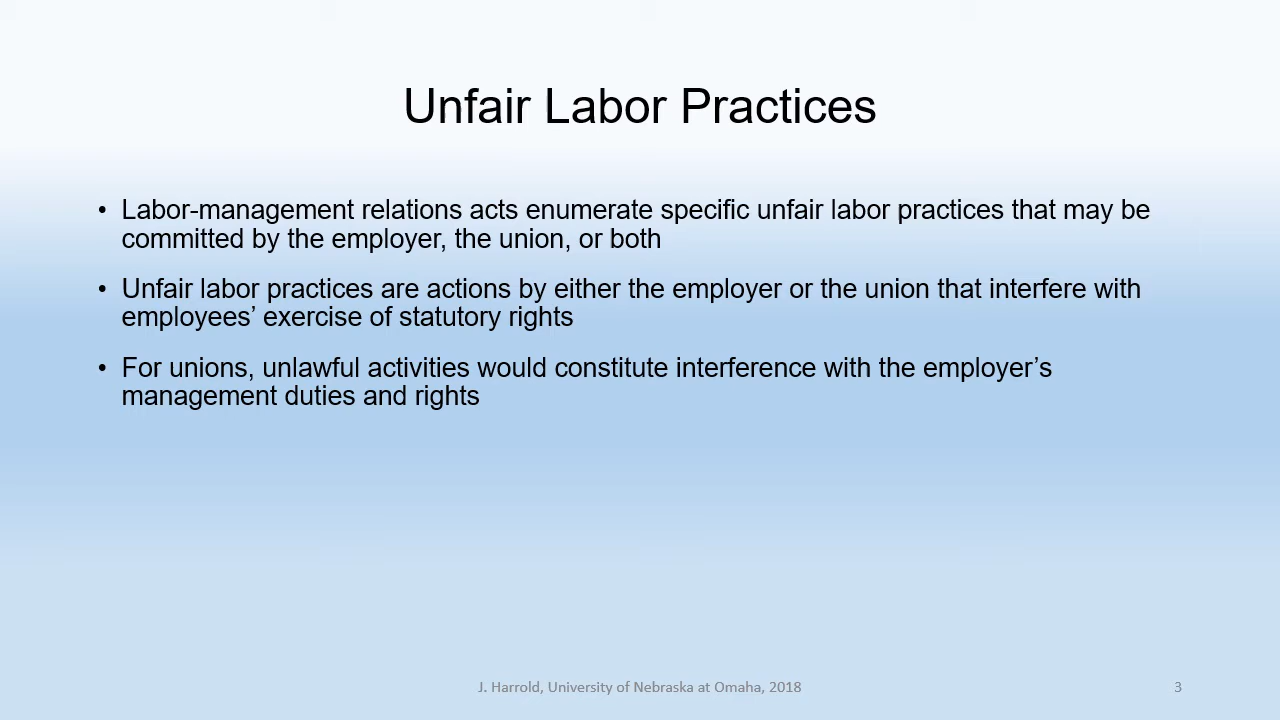 Unfair Labor Practices
• Labor-management relations acts enumerate specific unfair labor practices that may be
committed by the employer, the union, or both
• Unfair labor practices are actions by either the employer or the union that interfere with
employees’ exercise of statutory rights
• For unions, unlawful activities would constitute interference with the employer’s
management duties and rights
J. Harrold, University of Nebraska at Omaha, 2018
3